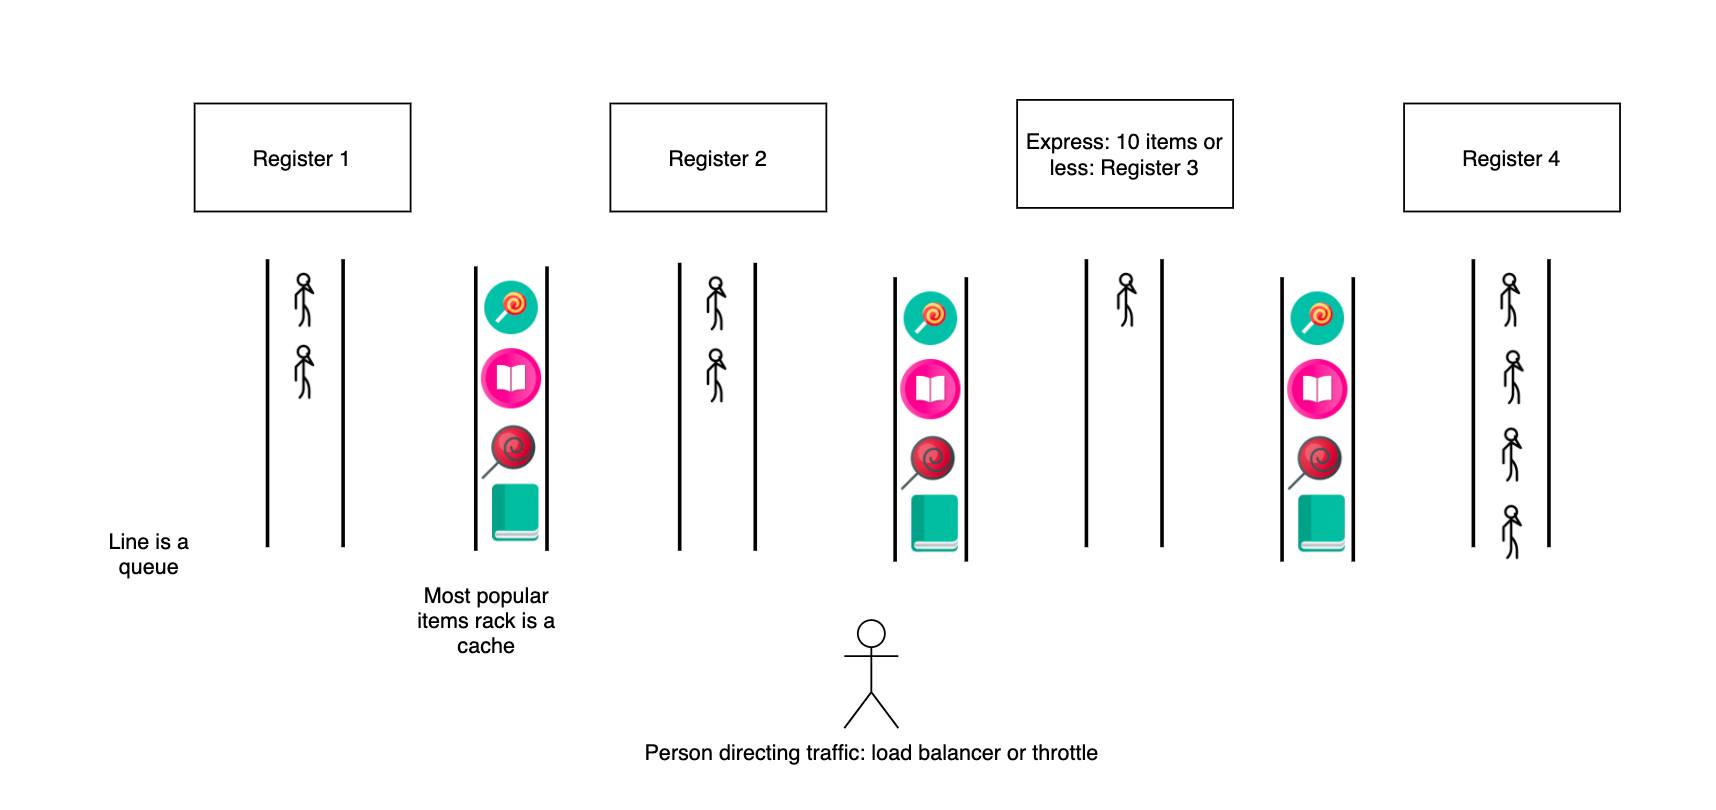 Register 1
Register 2
Express: 10 items or
less: Register 3
Register 4
Line is a
queue
Most popular
items rack is a
cache
Person directing traffic: load balancer or throttle